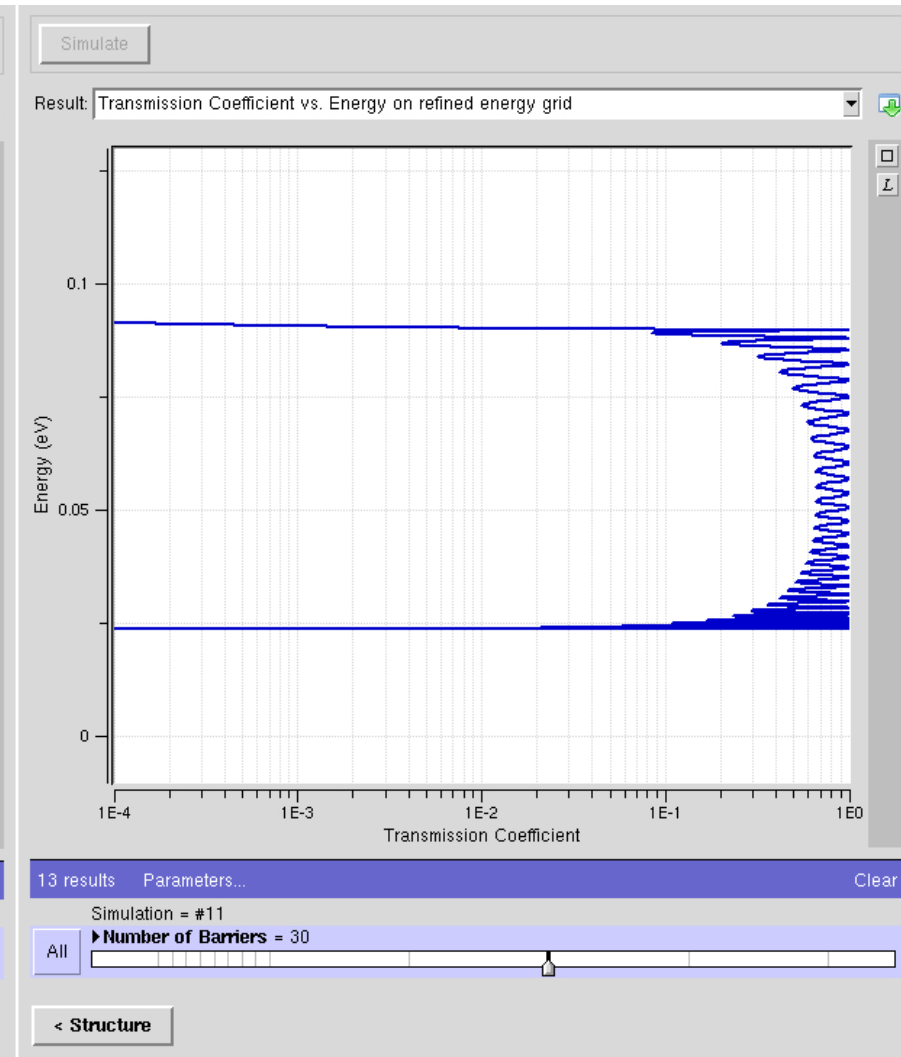 Simulate
Result: Transmission Coefficient vs. Energy on refined energy grid
L
0.1
0.05
0
Energy (eV)
1E-4 1E-3 1E-2 1E-1 1E0
Transmission Coefficient
13 results Parameters... Clear
Simulation = #11
All Number of Barriers = 30
< Structure